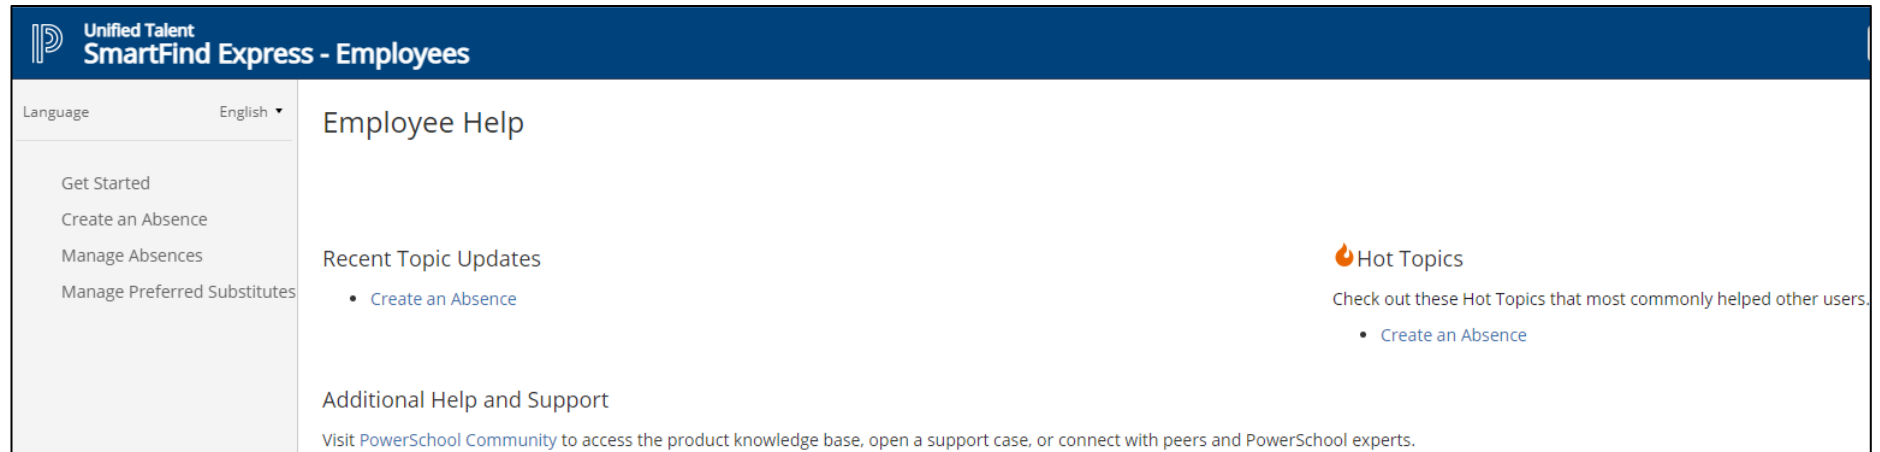 Unified Talent
SmartFind Express - Employees
Language English
Get Started
Create an Absence
Manage Absences
Manage Preferred Substitutes
Employee Help
Recent Topic Updates
Create an Absence
Hot Topics
Check out these Hot Topics that most commonly helped other users.
Create an Absence
Additional Help and Support
Visit PowerSchool Community to access the product knowledge base, open a support case, or connect with peers and PowerSchool experts.